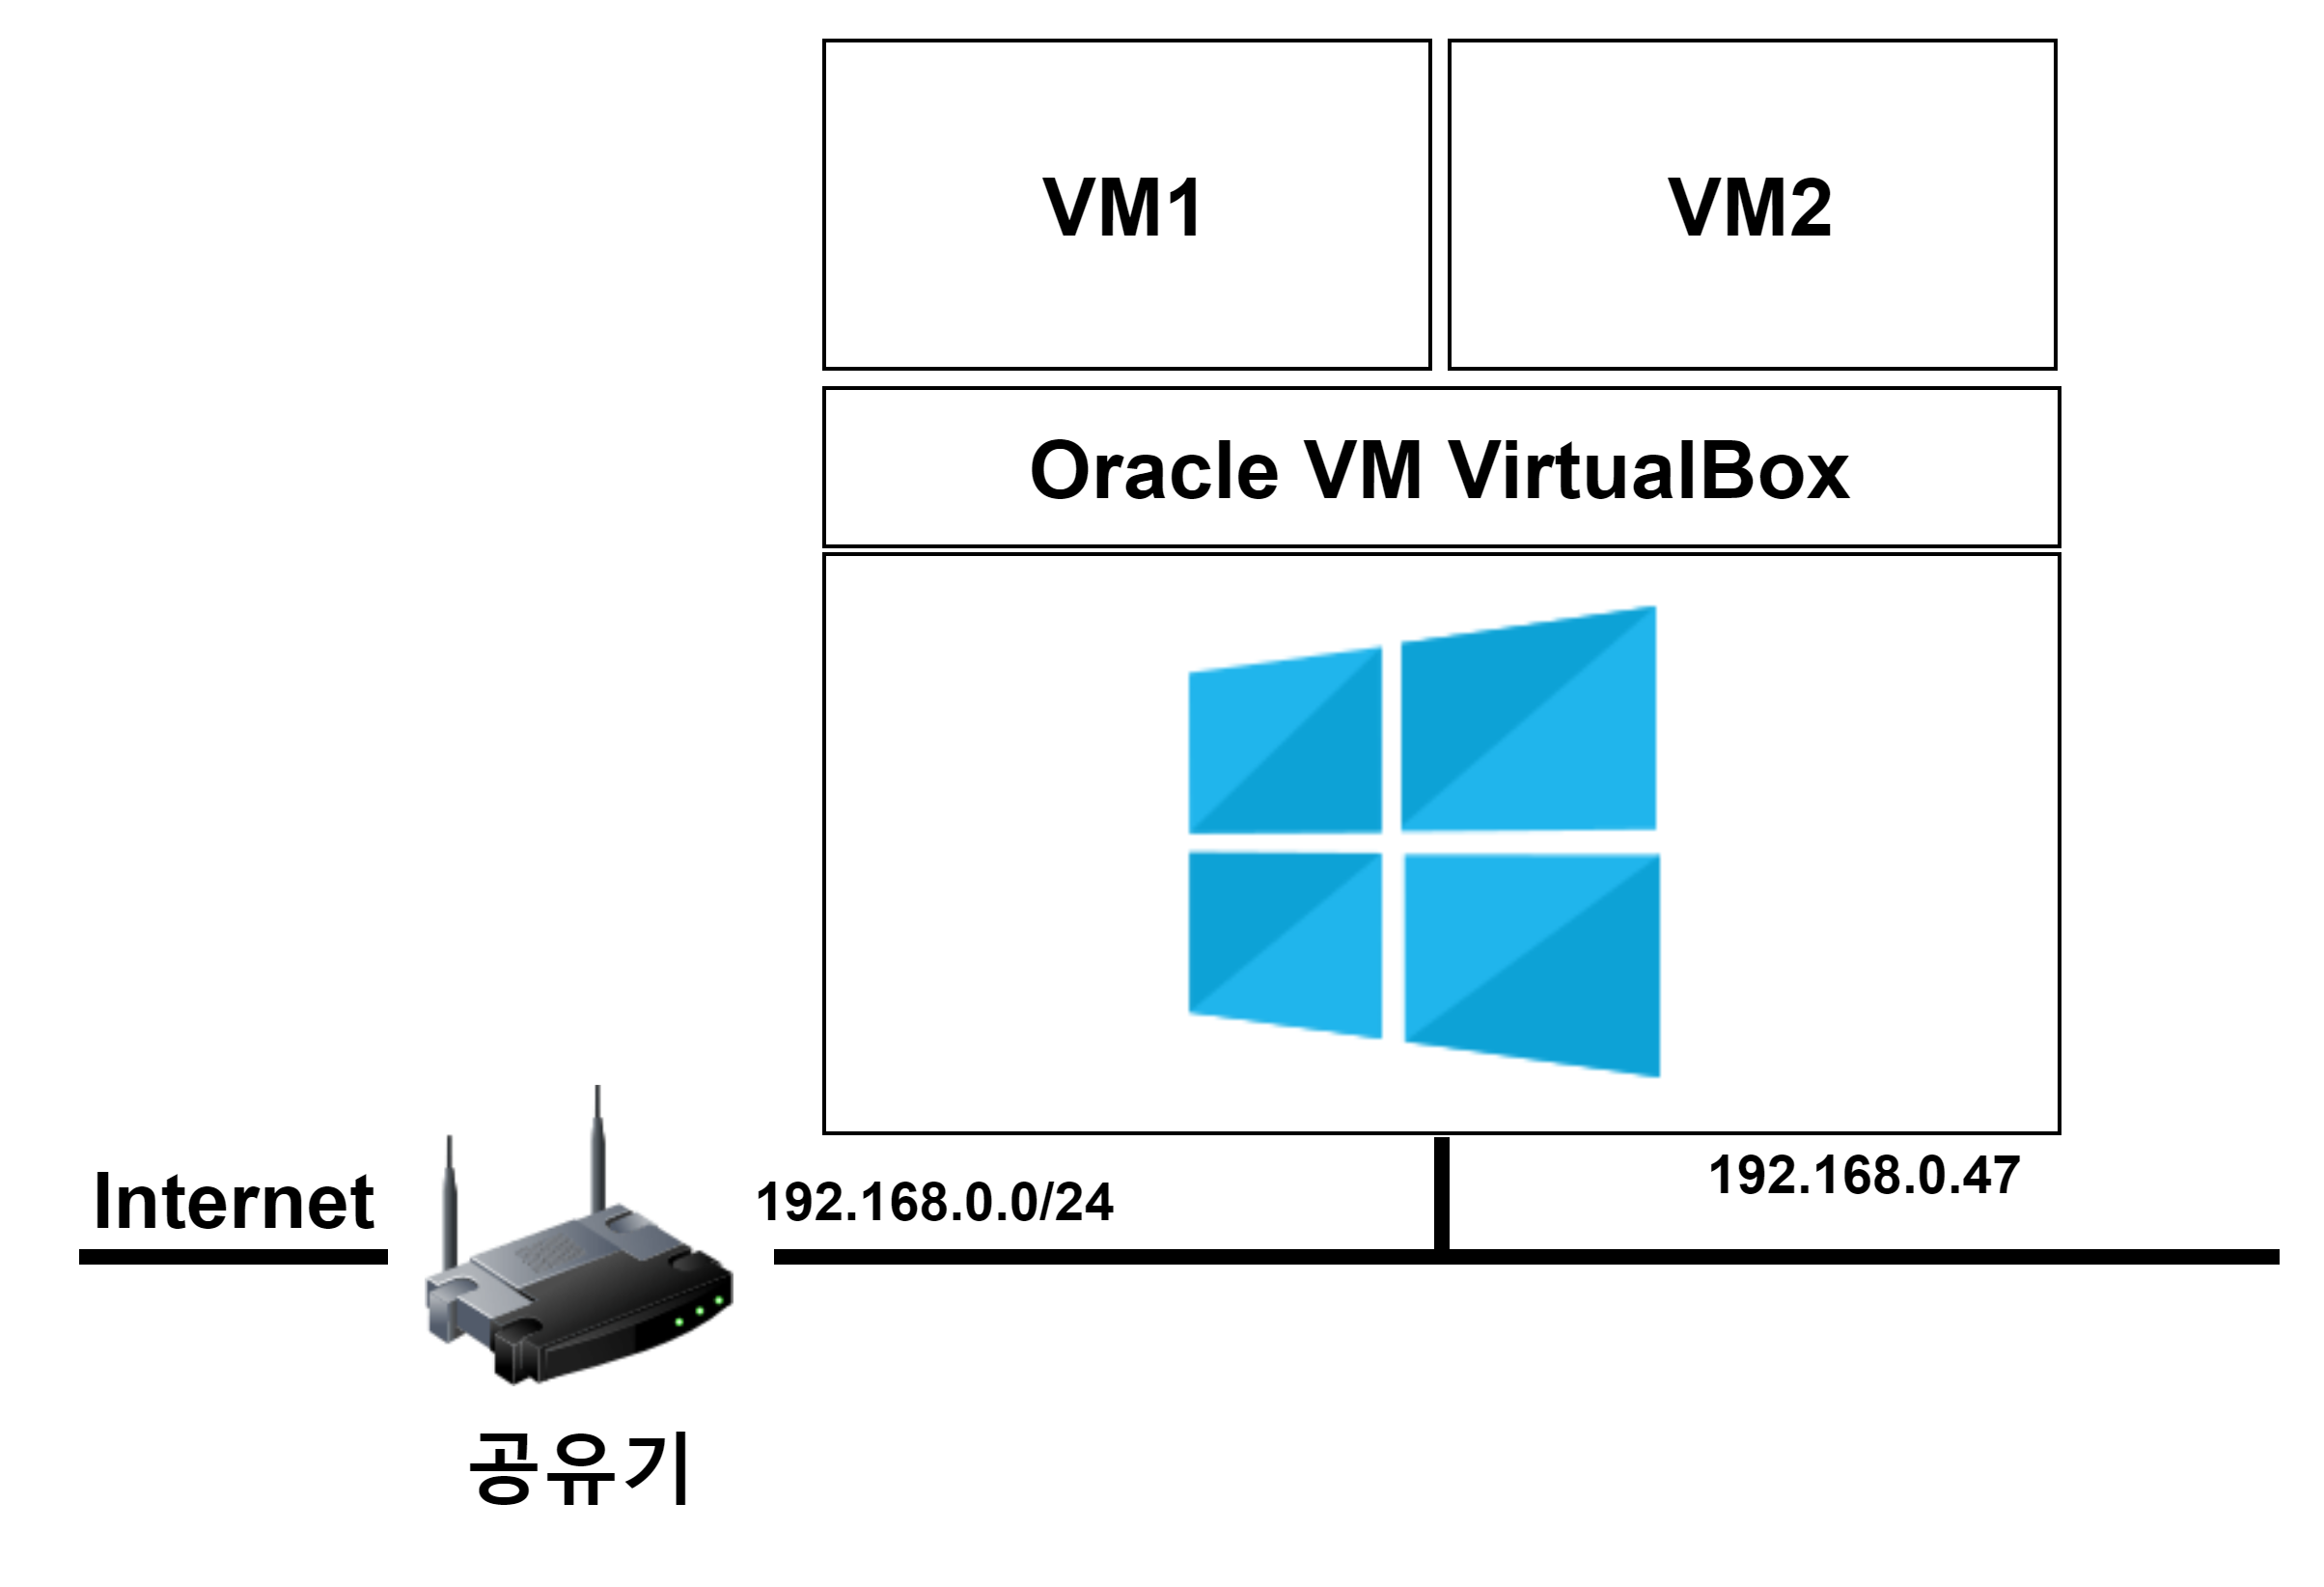 VM1
VM2
Oracle VM VirtualBox
Internet
192.168.0.0/24
192.168.0.47
공유기